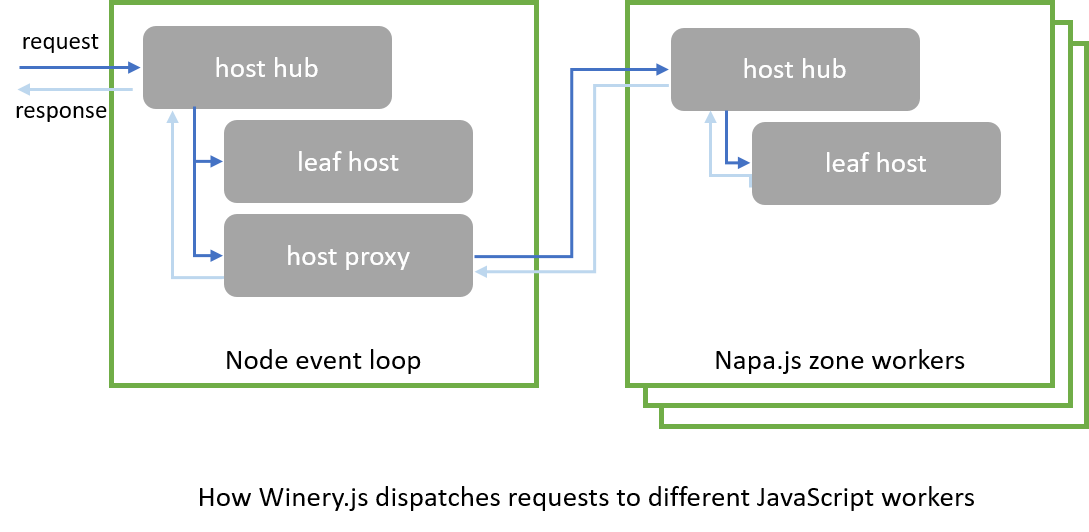 request
response
host hub
leaf host
host proxy
Node event loop
host hub
leaf host
Napa.js zone workers
How Winery.js dispatches requests to different JavaScript workers